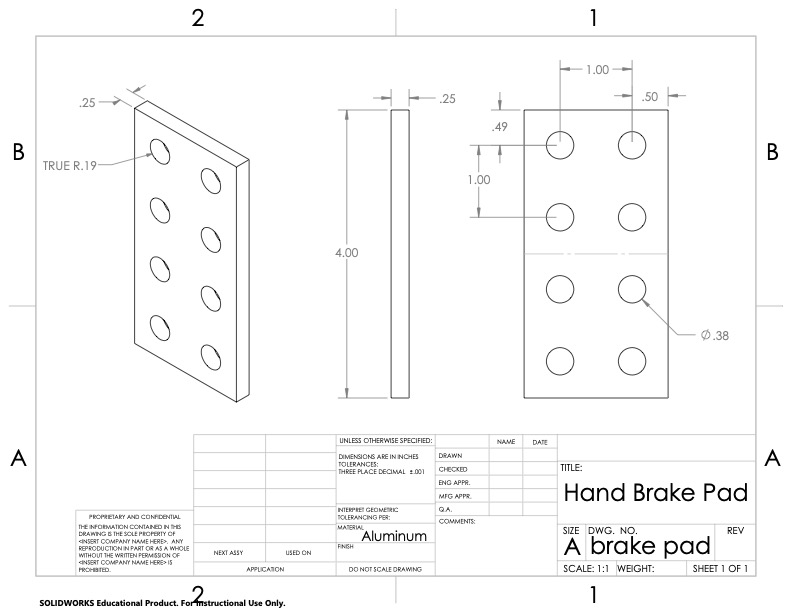 2
1
B
B
.25
TRUE R.19
4.00
.25
1.00
.50
.49
1.00
∅.38
A
A
UNLESS OTHERWISE SPECIFIED:
NAME
DATE
DIMENSIONS ARE IN INCHES
TOLERANCES:
THREE PLACE DECIMAL ±.001
DRAWN
CHECKED
ENG APPR.
MFG APPR.
Q.A.
COMMENTS:
INTERPRET GEOMETRIC
TOLERANCING PER:
MATERIAL
Aluminum
FINISH
DO NOT SCALE DRAWING
TITLE:
Hand Brake Pad
SIZE
DWG. NO.
REV
A
brake pad
SCALE: 1:1
WEIGHT:
SHEET 1 OF 1
PROPRIETARY AND CONFIDENTIAL
THE INFORMATION CONTAINED IN THIS
DRAWING IS THE SOLE PROPERTY OF
<INSERT COMPANY NAME HERE>. ANY
REPRODUCTION IN PART OR AS A WHOLE
WITHOUT THE WRITTEN PERMISSION OF
<INSERT COMPANY NAME HERE> IS
PROHIBITED.
NEXT ASSY
USED ON
APPLICATION
2
1
SOLIDWORKS Educational Product. For Instructional Use Only.